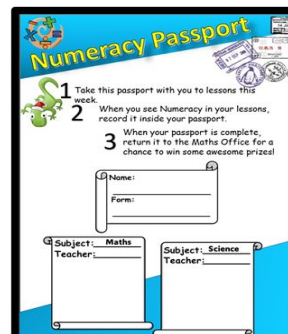 Numeracy Passport
1 Take this passport with you to lessons this
week.
2 When you see Numeracy in your lessons,
record it inside your passport.
3 When your passport is complete,
return it to the Maths Office for a
chance to win some awesome prizes!
Name:
Form:
Subject: Maths
Teacher:
Subject: Science
Teacher: